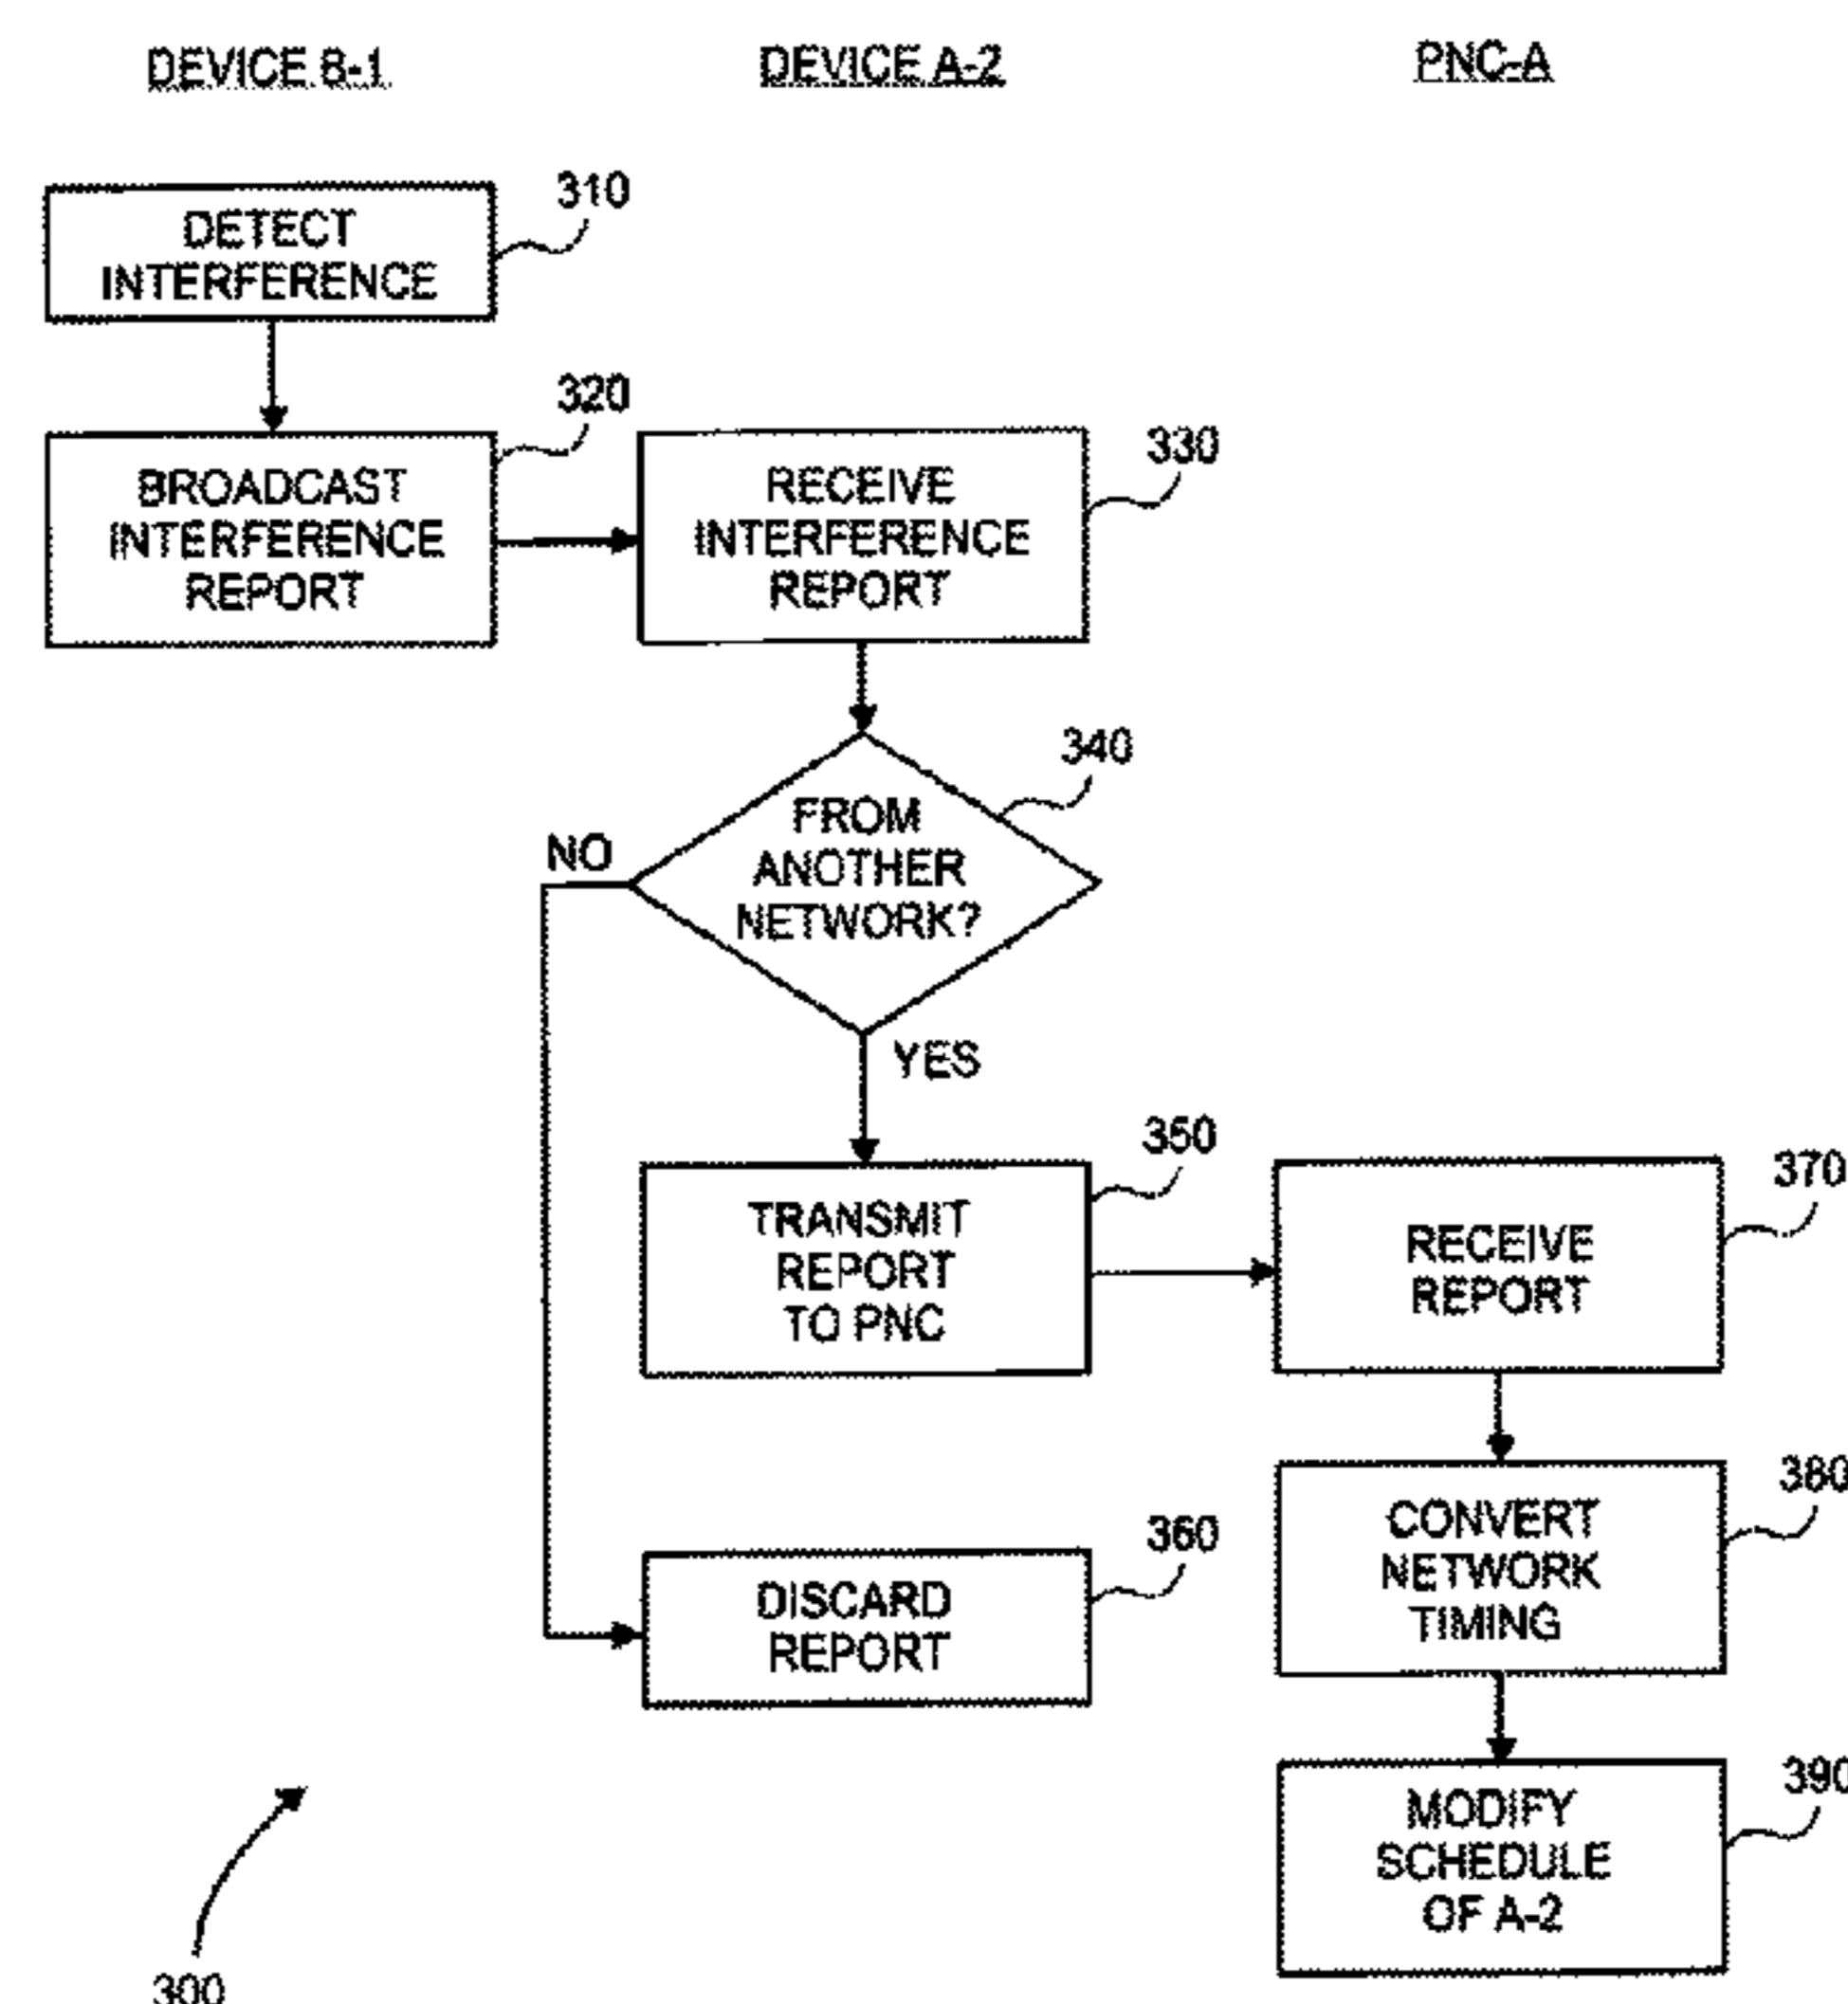 DEVICE B-1
DEVICE A-2
PNC-A
310
DETECT
INTERFERENCE
320
BROADCAST
INTERFERENCE
REPORT
330
RECEIVE
INTERFERENCE
REPORT
340
FROM
ANOTHER
NETWORK?
NO
YES
350
TRANSMIT
REPORT
TO PNC
370
RECEIVE
REPORT
360
DISCARD
REPORT
380
CONVERT
NETWORK
TIMING
390
MODIFY
SCHEDULE
OF A-2
300